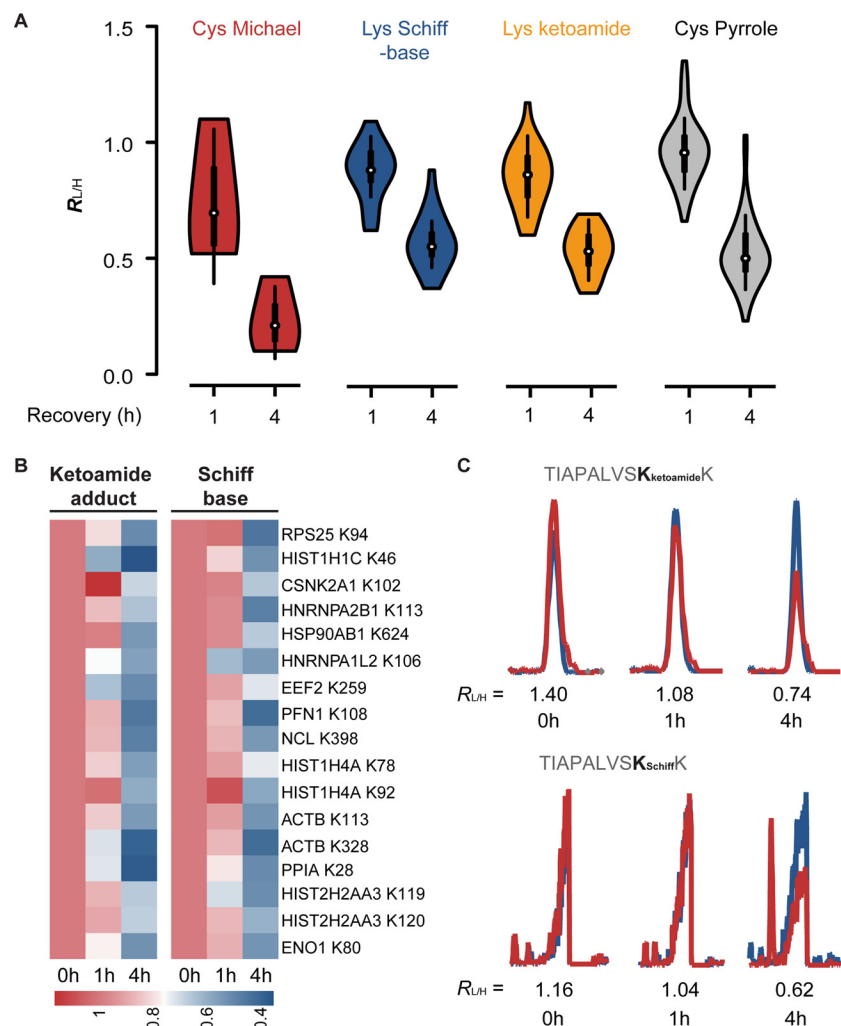 A
Cys Michael
Lys Schiff
-base
Lys ketoamide
Cys Pyrrole
1.5
1.0
0.5
0.0
RL/H
Recovery (h)
1
4
1
4
1
4
1
4
B
Ketoamide
adduct
Schiff
base
RPS25 K94
HIST1H1C K46
CSNK2A1 K102
HNRNPA2B1 K113
HSP90AB1 K624
HNRNPA1L2 K106
EEF2 K259
PFN1 K108
NCL K398
HIST1H4A K78
HIST1H4A K92
ACTB K113
ACTB K328
PPIA K28
HIST2H2AA3 K119
HIST2H2AA3 K120
ENO1 K80
0h 1h 4h
0h 1h 4h
1
0.8
0.6
0.4
C
TIAPALVSKketoamideK
RL/H = 1.40 1.08 0.74
0h 1h 4h
TIAPALVSKSchiffK
RL/H = 1.16 1.04 0.62
0h 1h 4h